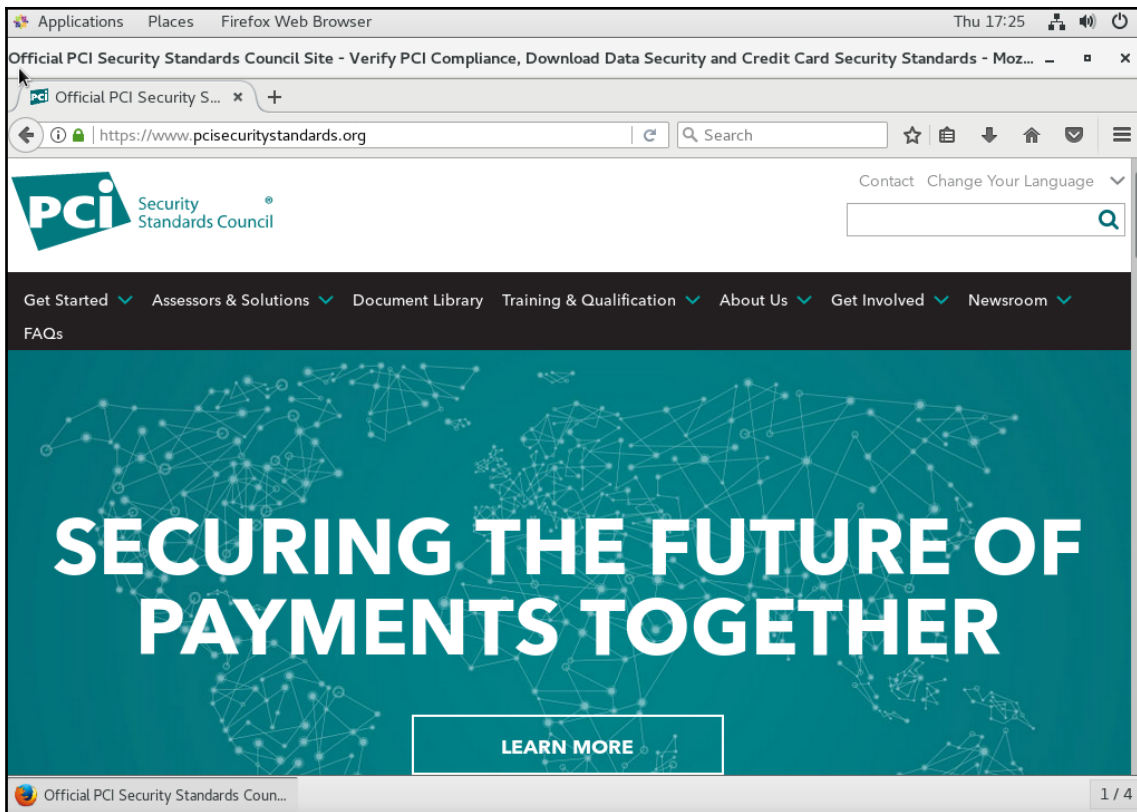 Applications Places Firefox Web Browser Thu 17:25
Official PCI Security Standards Council Site - Verify PCI Compliance, Download Data Security and Credit Card Security Standards - Moz...
PCI Official PCI Security S...
https://www.pcisecuritystandards.org Search
Contact Change Your Language
PCI Security ®
Standards Council
Get Started Assessors & Solutions Document Library Training & Qualification About Us Get Involved Newsroom
FAQs
SECURING THE FUTURE OF
PAYMENTS TOGETHER
LEARN MORE
Official PCI Security Standards Coun... 1 / 4